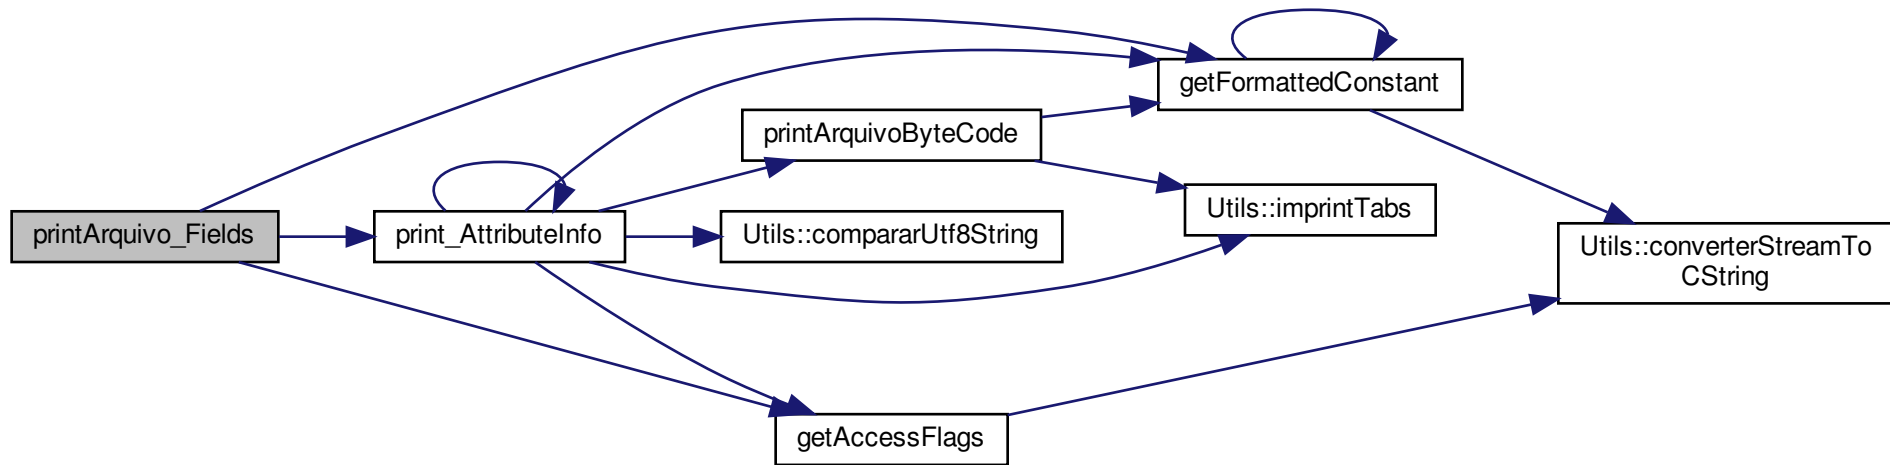 getFormattedConstant
printArquivoByteCode
Utils::imprintTabs
printArquivo_Fields
print_AttributeInfo
Utils::compararUtf8String
Utils::converterStreamTo
CString
getAccessFlags